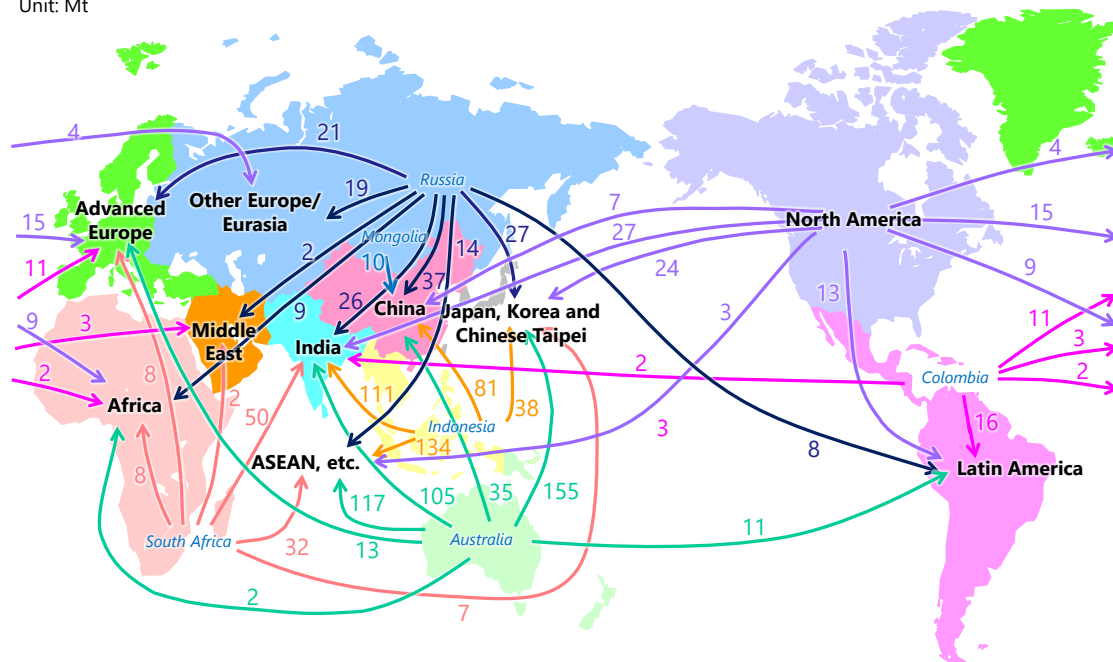 Unit: Mt
4
21
4
Russia
19
7
15
Advanced
Europe
Other Europe/
Eurasia
15
North America
27
Mongolia
14
27
2
24
11
10
37
9
13
26
9
3
China
Japan, Korea and
Chinese Taipei
11
9
3
Middle
East
India
3
2
8
2
Colombia
2
111
81
Africa
2
50
38
16
Indonesia
3
134
8
ASEAN, etc.
Latin America
8
117
105
35
155
South Africa
32
13
Australia
11
2
7